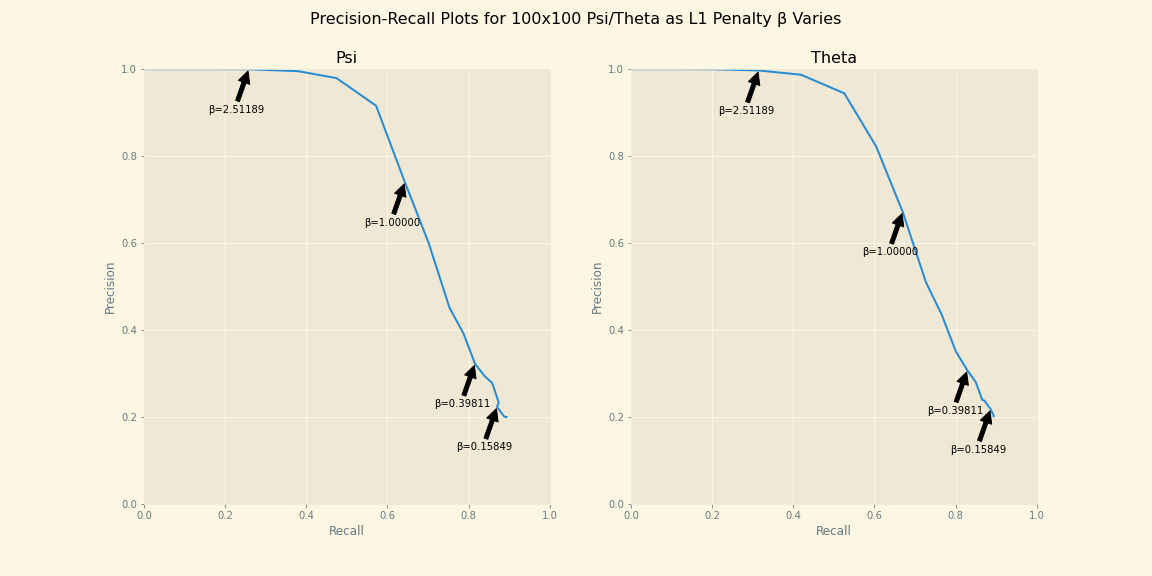 Precision-Recall Plots for 100x100 Psi/Theta as L1 Penalty β Varies
Psi
1.0
0.8
0.6
0.4
0.2
0.0
Precision
β=2.51189
β=1.00000
β=0.39811
β=0.15849
0.0 0.2 0.4 0.6 0.8 1.0
Recall
Theta
1.0
0.8
0.6
0.4
0.2
0.0
Precision
β=2.51189
β=1.00000
β=0.39811
β=0.15849
0.0 0.2 0.4 0.6 0.8 1.0
Recall